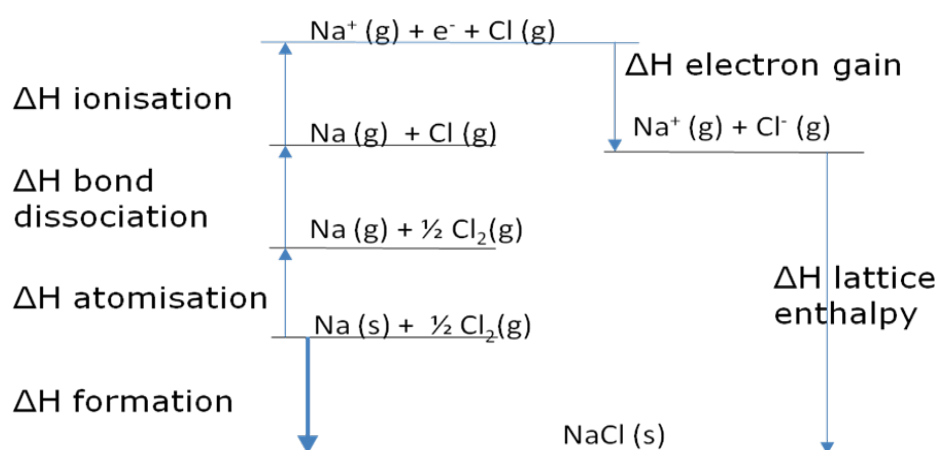 Na⁺ (g) + e⁻ + Cl (g)
ΔH electron gain
ΔH ionisation
Na (g) + Cl (g)
Na⁺ (g) + Cl⁻ (g)
ΔH bond
dissociation
Na (g) + ½ Cl₂(g)
ΔH atomisation
ΔH lattice
enthalpy
Na (s) + ½ Cl₂(g)
ΔH formation
NaCl (s)